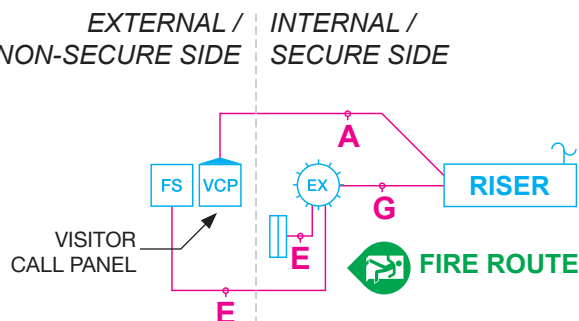 EXTERNAL /
NON-SECURE SIDE
INTERNAL /
SECURE SIDE
A
FS
VCP
EX
G
RISER
VISITOR
CALL PANEL
E
FIRE ROUTE
E